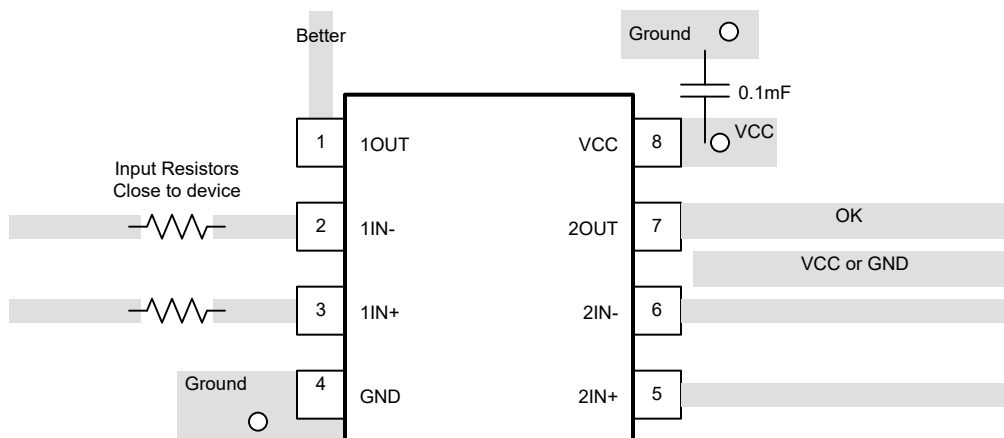 Better
Ground
0.1mF
1
1OUT
VCC
8
VCC
Input Resistors
Close to device
2
1IN-
2OUT
7
OK
VCC or GND
3
1IN+
2IN-
6
Ground
4
GND
2IN+
5